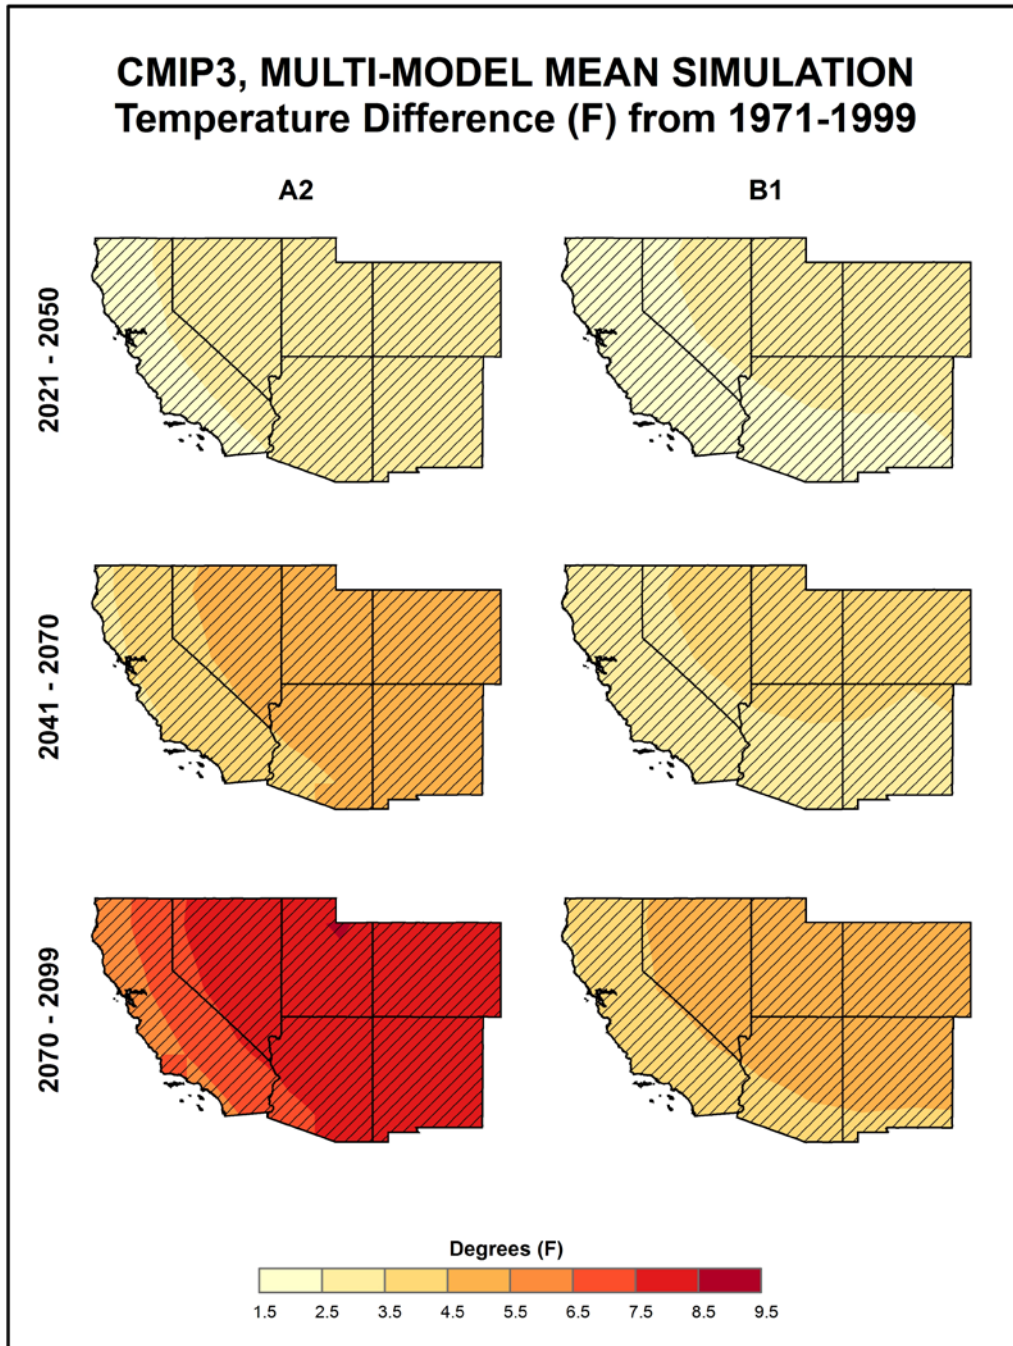 CMIP3, MULTI-MODEL MEAN SIMULATION
Temperature Difference (F) from 1971-1999
A2
B1
2021 - 2050
2041 - 2070
2070 - 2099
Degrees (F)
1.5 2.5 3.5 4.5 5.5 6.5 7.5 8.5 9.5